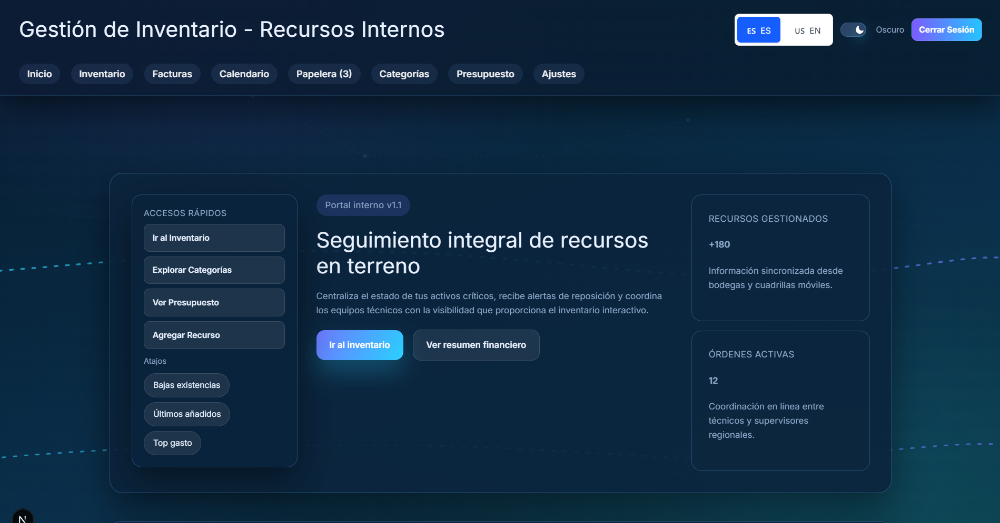 Gestión de Inventario - Recursos Internos
ES ES
US EN
Oscuro
Cerrar Sesión
Inicio
Inventario
Facturas
Calendario
Papelera (3)
Categorías
Presupuesto
Ajustes
ACCESOS RÁPIDOS
Ir al Inventario
Explorar Categorías
Ver Presupuesto
Agregar Recurso
Atajos
Bajas existencias
Últimos añadidos
Top gasto
Portal interno v1.1
Seguimiento integral de recursos
en terreno
Centraliza el estado de tus activos críticos, recibe alertas de reposición y coordina
los equipos técnicos con la visibilidad que proporciona el inventario interactivo.
Ir al inventario
Ver resumen financiero
RECURSOS GESTIONADOS
+180
Información sincronizada desde
bodegas y cuadrillas móviles.
ÓRDENES ACTIVAS
12
Coordinación en línea entre
técnicos y supervisores
regionales.
N